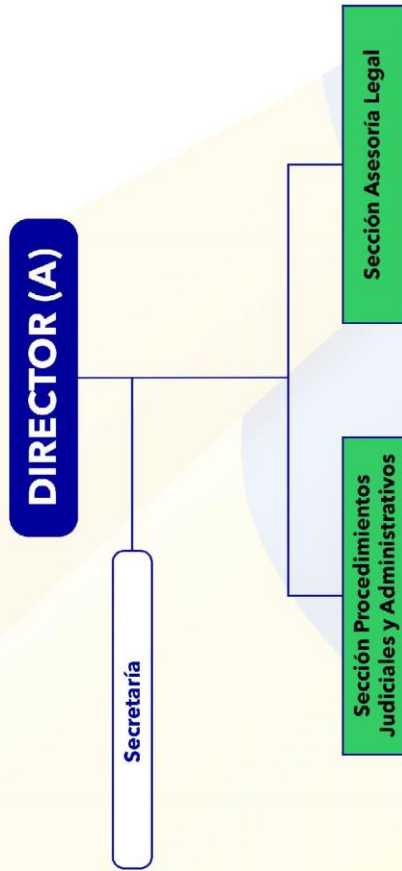 DIRECTOR (A)
Secretaría
Sección Procedimientos
Judiciales y Administrativos
Sección Asesoría Legal